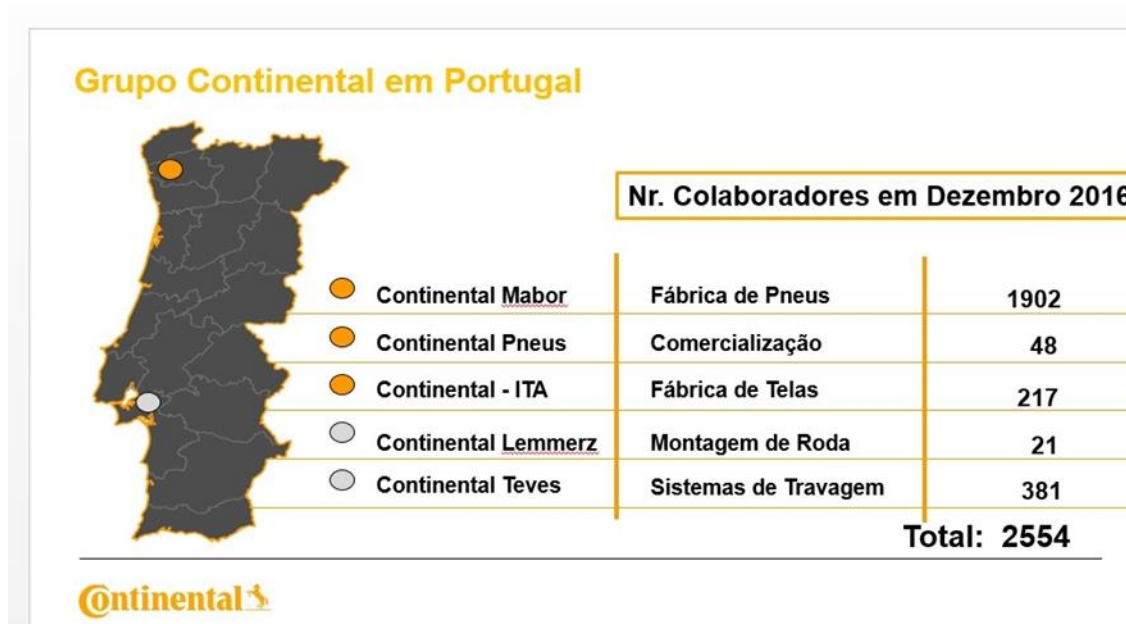 Grupo Continental em Portugal
Nr. Colaboradores em Dezembro 2016
Continental Mabor Fábrica de Pneus 1902
Continental Pneus Comercialização 48
Continental - ITA Fábrica de Telas 217
Continental Lemmerz Montagem de Roda 21
Continental Teves Sistemas de Travagem 381
Total: 2554
Continental